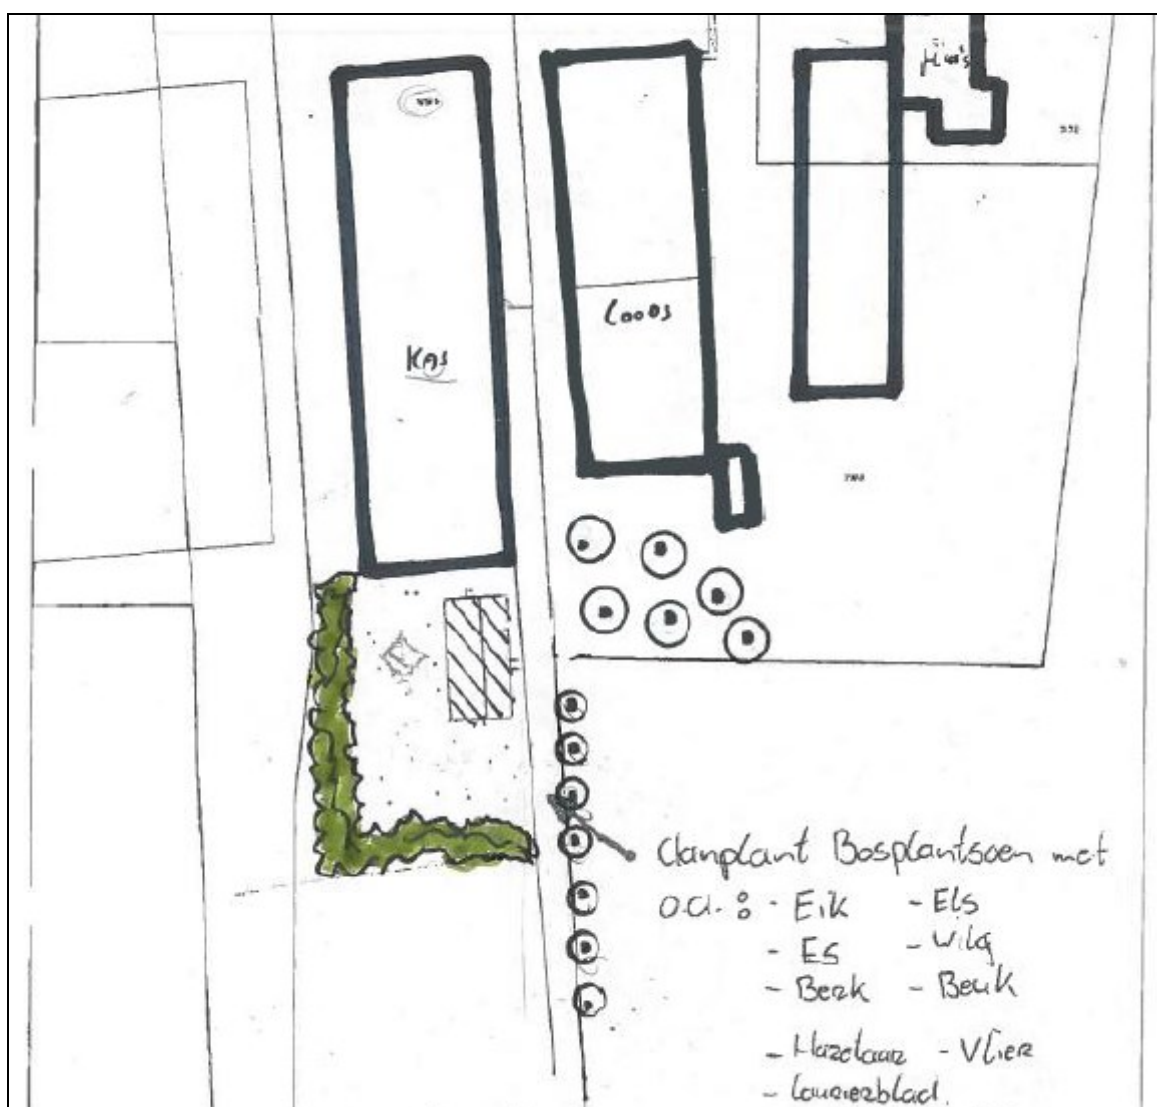 Huis
Loods
Kas
Aanplant Bosplantsoen met
o.a. : - Eik - Els
- Es - Wilg
- Berk - Beuk
- Hazelaar - Vlier
- Laurierblad.